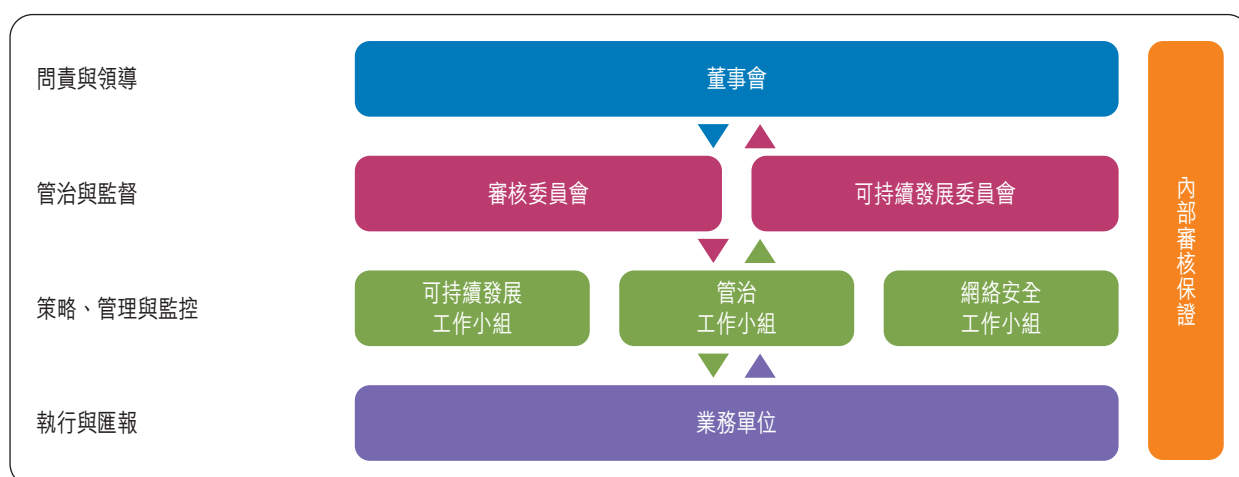 問責與領導
董事會
管治與監督
審核委員會
可持續發展委員會
策略、管理與監控
可持續發展
工作小組
管治
工作小組
網絡安全
工作小組
執行與匯報
業務單位
內部審核保證